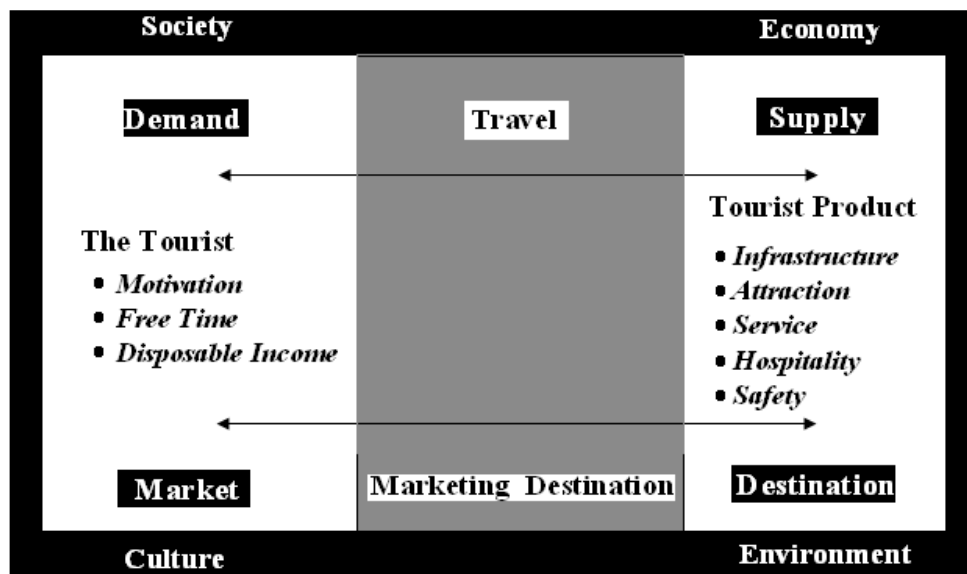 Society
Economy
Demand
Travel
Supply
Tourist Product
The Tourist
• Infrastructure
• Motivation
• Attraction
• Free Time
• Service
• Disposable Income
• Hospitality
• Safety
Market
Marketing Destination
Destination
Culture
Environment